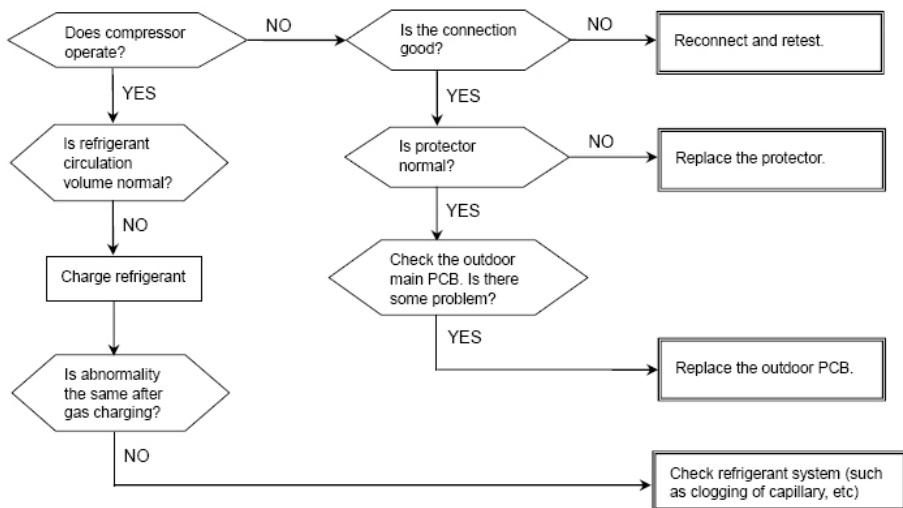 Does compressor
operate?
NO
Is the connection
good?
NO
Reconnect and retest.
YES
YES
Is refrigerant
circulation
volume normal?
Is protector
normal?
NO
Replace the protector.
NO
YES
Charge refrigerant
Check the outdoor
main PCB. Is there
some problem?
YES
Is abnormality
the same after
gas charging?
Replace the outdoor PCB.
NO
Check refrigerant system (such
as clogging of capillary, etc)